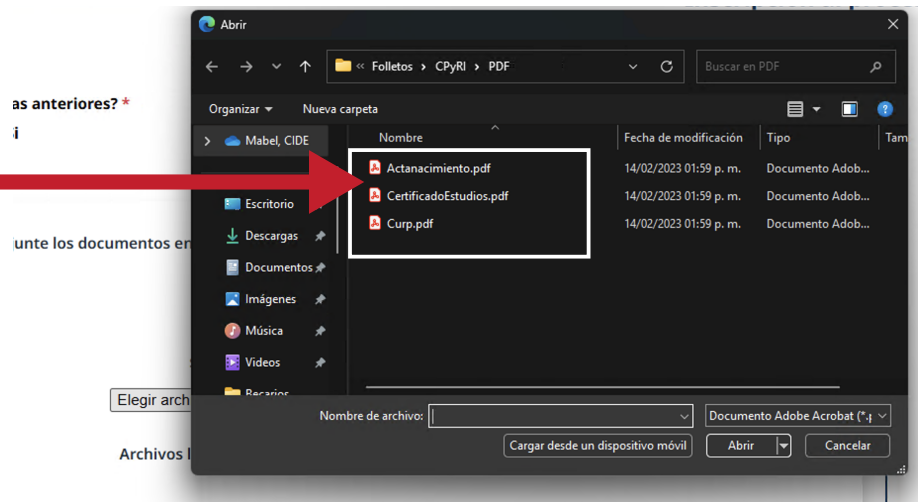 Abrir
« Folletos › CPyRI › PDF
Buscar en PDF
Organizar
Nueva carpeta
as anteriores? *
Nombre
Fecha de modificación
Tipo
Tam
Mabel, CIDE
Actanacimiento.pdf
14/02/2023 01:59 p. m.
Documento Adob...
CertificadoEstudios.pdf
14/02/2023 01:59 p. m.
Documento Adob...
Escritorio
Curp.pdf
14/02/2023 01:59 p. m.
Documento Adob...
Descargas
junte los documentos en
Documentos
Imágenes
Música
Videos
Becarios
Elegir arch
Nombre de archivo:
Documento Adobe Acrobat (*.p
Cargar desde un dispositivo móvil
Abrir
Cancelar
Archivos l